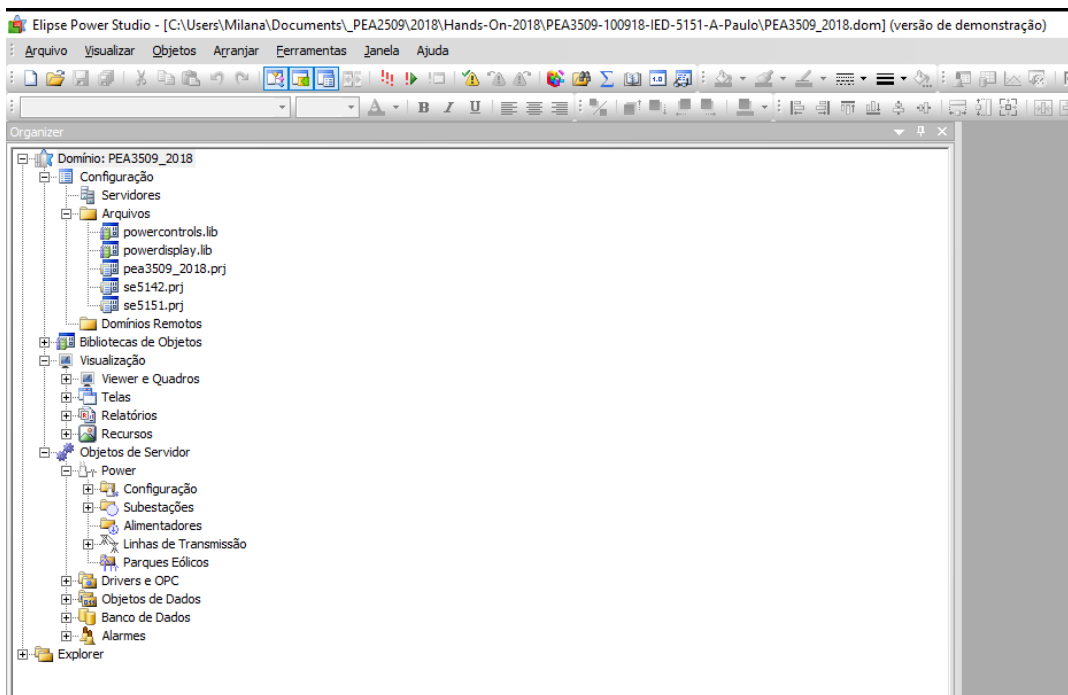 Elipse Power Studio - [C:\Users\Milana\Documents\_PEA2509\2018\Hands-On-2018\PEA3509-100918-IED-5151-A-Paulo\PEA3509_2018.dom] (versão de demonstração)
Arquivo Visualizar Objetos Arranjar Ferramentas Janela Ajuda
Organizer
Domínio: PEA3509_2018
Configuração
Servidores
Arquivos
powercontrols.lib
powerdisplay.lib
pea3509_2018.prj
se5142.prj
se5151.prj
Domínios Remotos
Bibliotecas de Objetos
Visualização
Viewer e Quadros
Telas
Relatórios
Recursos
Objetos de Servidor
Power
Configuração
Subestações
Alimentadores
Linhas de Transmissão
Parques Eólicos
Drivers e OPC
Objetos de Dados
Banco de Dados
Alarmes
Explorer